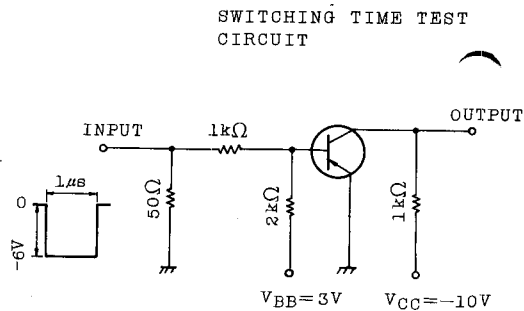 SWITCHING TIME TEST
CIRCUIT
INPUT
1kΩ
OUTPUT
1μs
0
-6V
50Ω
2kΩ
1kΩ
VBB=3V
VCC=-10V